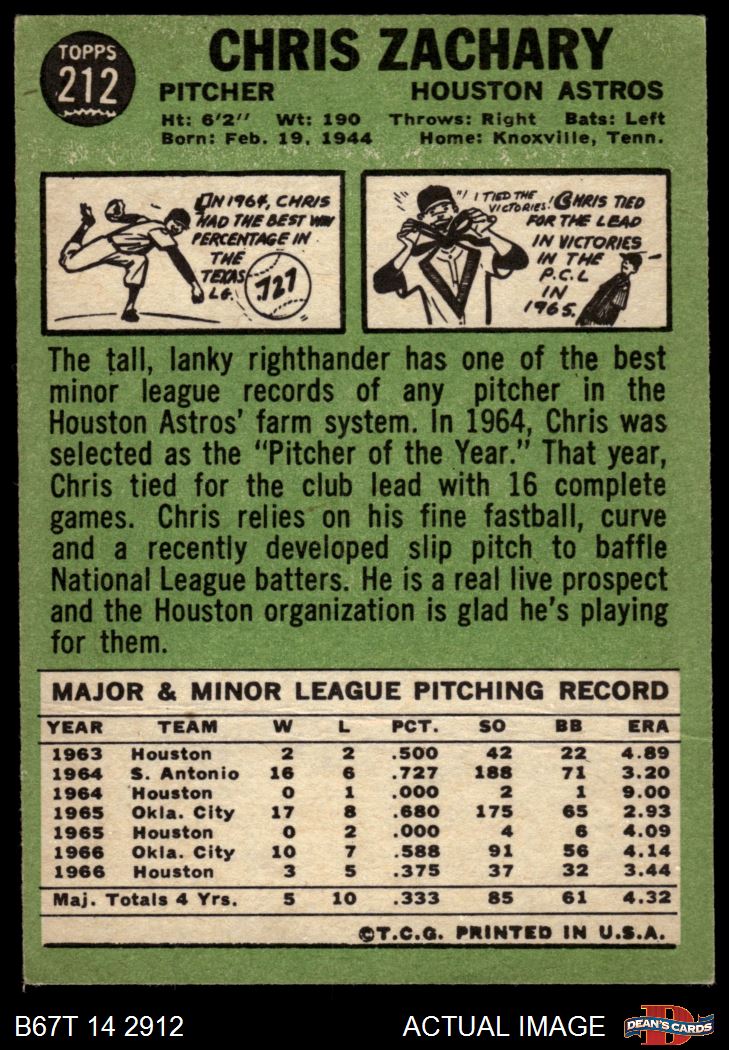 TOPPS
212
CHRIS ZACHARY
PITCHER HOUSTON ASTROS
Ht: 6'2" Wt: 190 Throws: Right Bats: Left
Born: Feb. 19, 1944 Home: Knoxville, Tenn.
IN 1964, CHRIS
HAD THE BEST WIN
PERCENTAGE IN
THE
TEXAS
LG.
.727
"I TIED THE
VICTORIES!
CHRIS TIED
FOR THE LEAD
IN VICTORIES
IN THE
P.C.L
IN
1965.
The tall, lanky righthander has one of the best
minor league records of any pitcher in the
Houston Astros' farm system. In 1964, Chris was
selected as the "Pitcher of the Year." That year,
Chris tied for the club lead with 16 complete
games. Chris relies on his fine fastball, curve
and a recently developed slip pitch to baffle
National League batters. He is a real live prospect
and the Houston organization is glad he's playing
for them.
MAJOR & MINOR LEAGUE PITCHING RECORD
YEAR TEAM W L PCT. SO BB ERA
1963 Houston 2 2 .500 42 22 4.89
1964 S. Antonio 16 6 .727 188 71 3.20
1964 Houston 0 1 .000 2 1 9.00
1965 Okla. City 17 8 .680 175 65 2.93
1965 Houston 0 2 .000 4 6 4.09
1966 Okla. City 10 7 .588 91 56 4.14
1966 Houston 3 5 .375 37 32 3.44
Maj. Totals 4 Yrs. 5 10 .333 85 61 4.32
©T.C.G. PRINTED IN U.S.A.
B67T 14 2912 ACTUAL IMAGE
DEAN'S CARDS